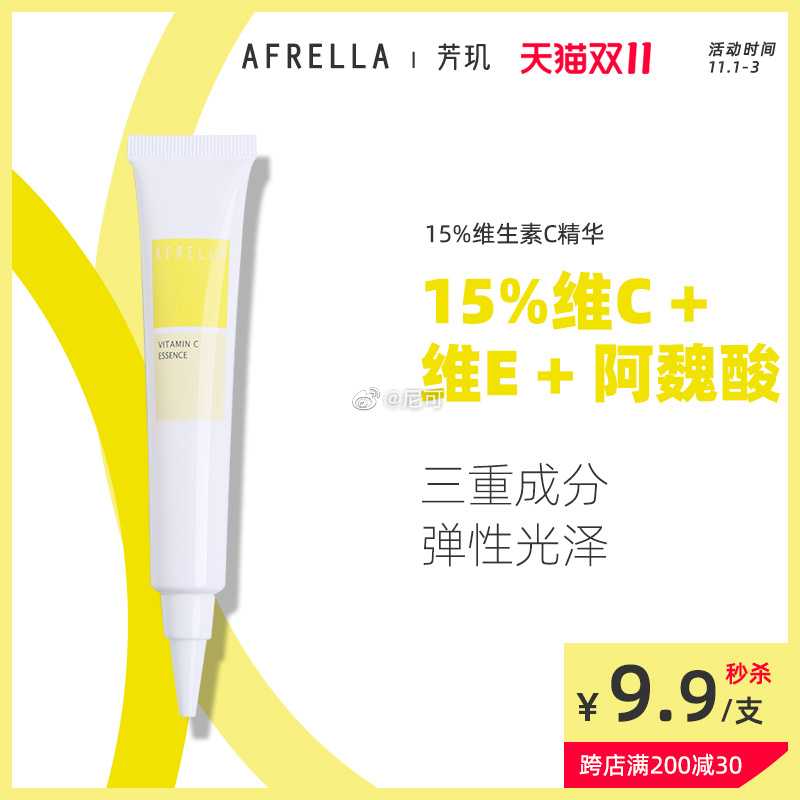 AFRELLA | 芳玑 天猫双11 活动时间
11.1-3
15%维生素C精华
15%维C +
维E + 阿魏酸
三重成分
弹性光泽
AFRELLA
VITAMIN C
ESSENCE
@尼可
秒杀
¥9.9/支
跨店满200减30